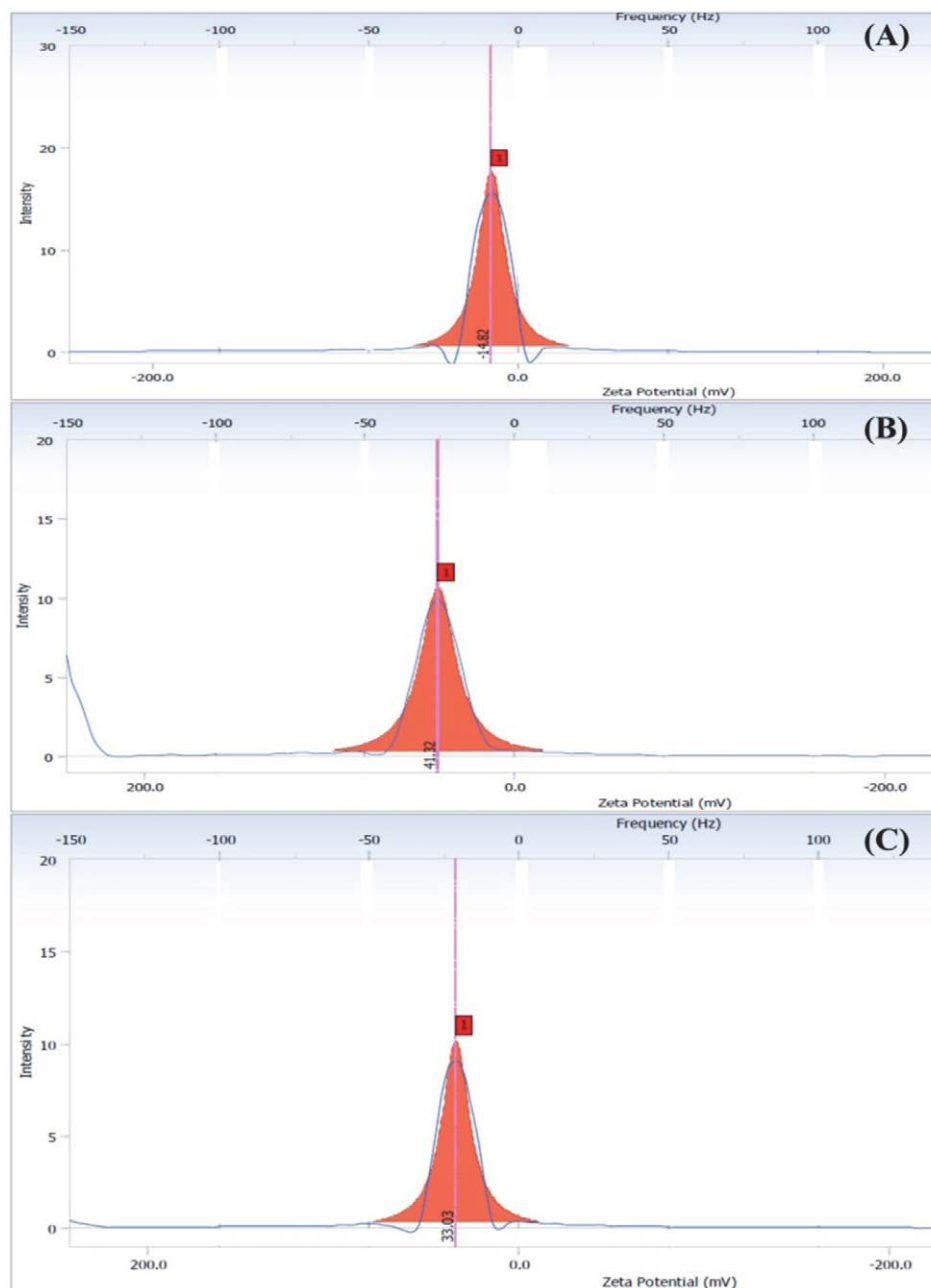 Frequency (Hz)
-150 -100 -50 0 50 100
(A)
30
20
10
0
Intensity
1
-14.82
-200.0 0.0 200.0
Zeta Potential (mV)
Frequency (Hz)
-150 -100 -50 0 50 100
(B)
20
15
10
5
0
Intensity
1
41.32
200.0 0.0 -200.0
Zeta Potential (mV)
Frequency (Hz)
-150 -100 -50 0 50 100
(C)
20
15
10
5
0
Intensity
1
33.03
200.0 0.0 -200.0
Zeta Potential (mV)